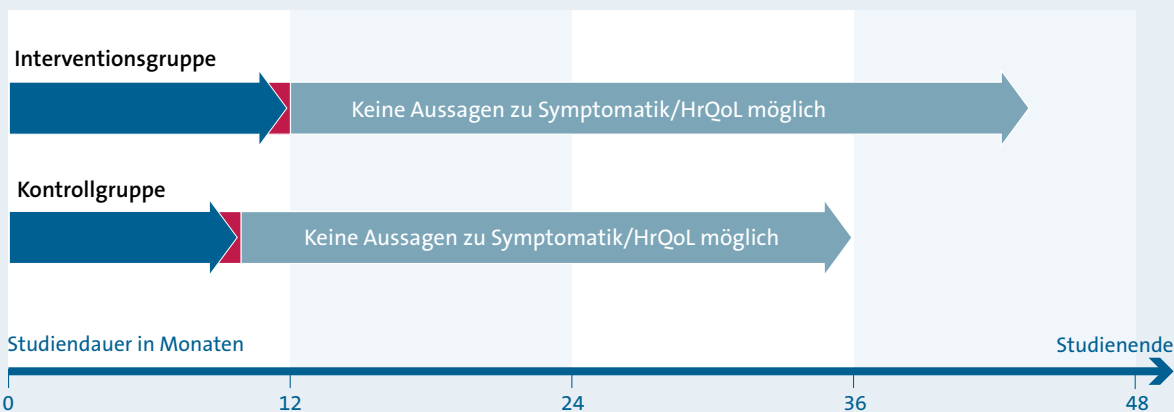 Interventionsgruppe
Keine Aussagen zu Symptomatik/HrQoL möglich
Kontrollgruppe
Keine Aussagen zu Symptomatik/HrQoL möglich
Studiendauer in Monaten
Studienende
0 12 24 36 48